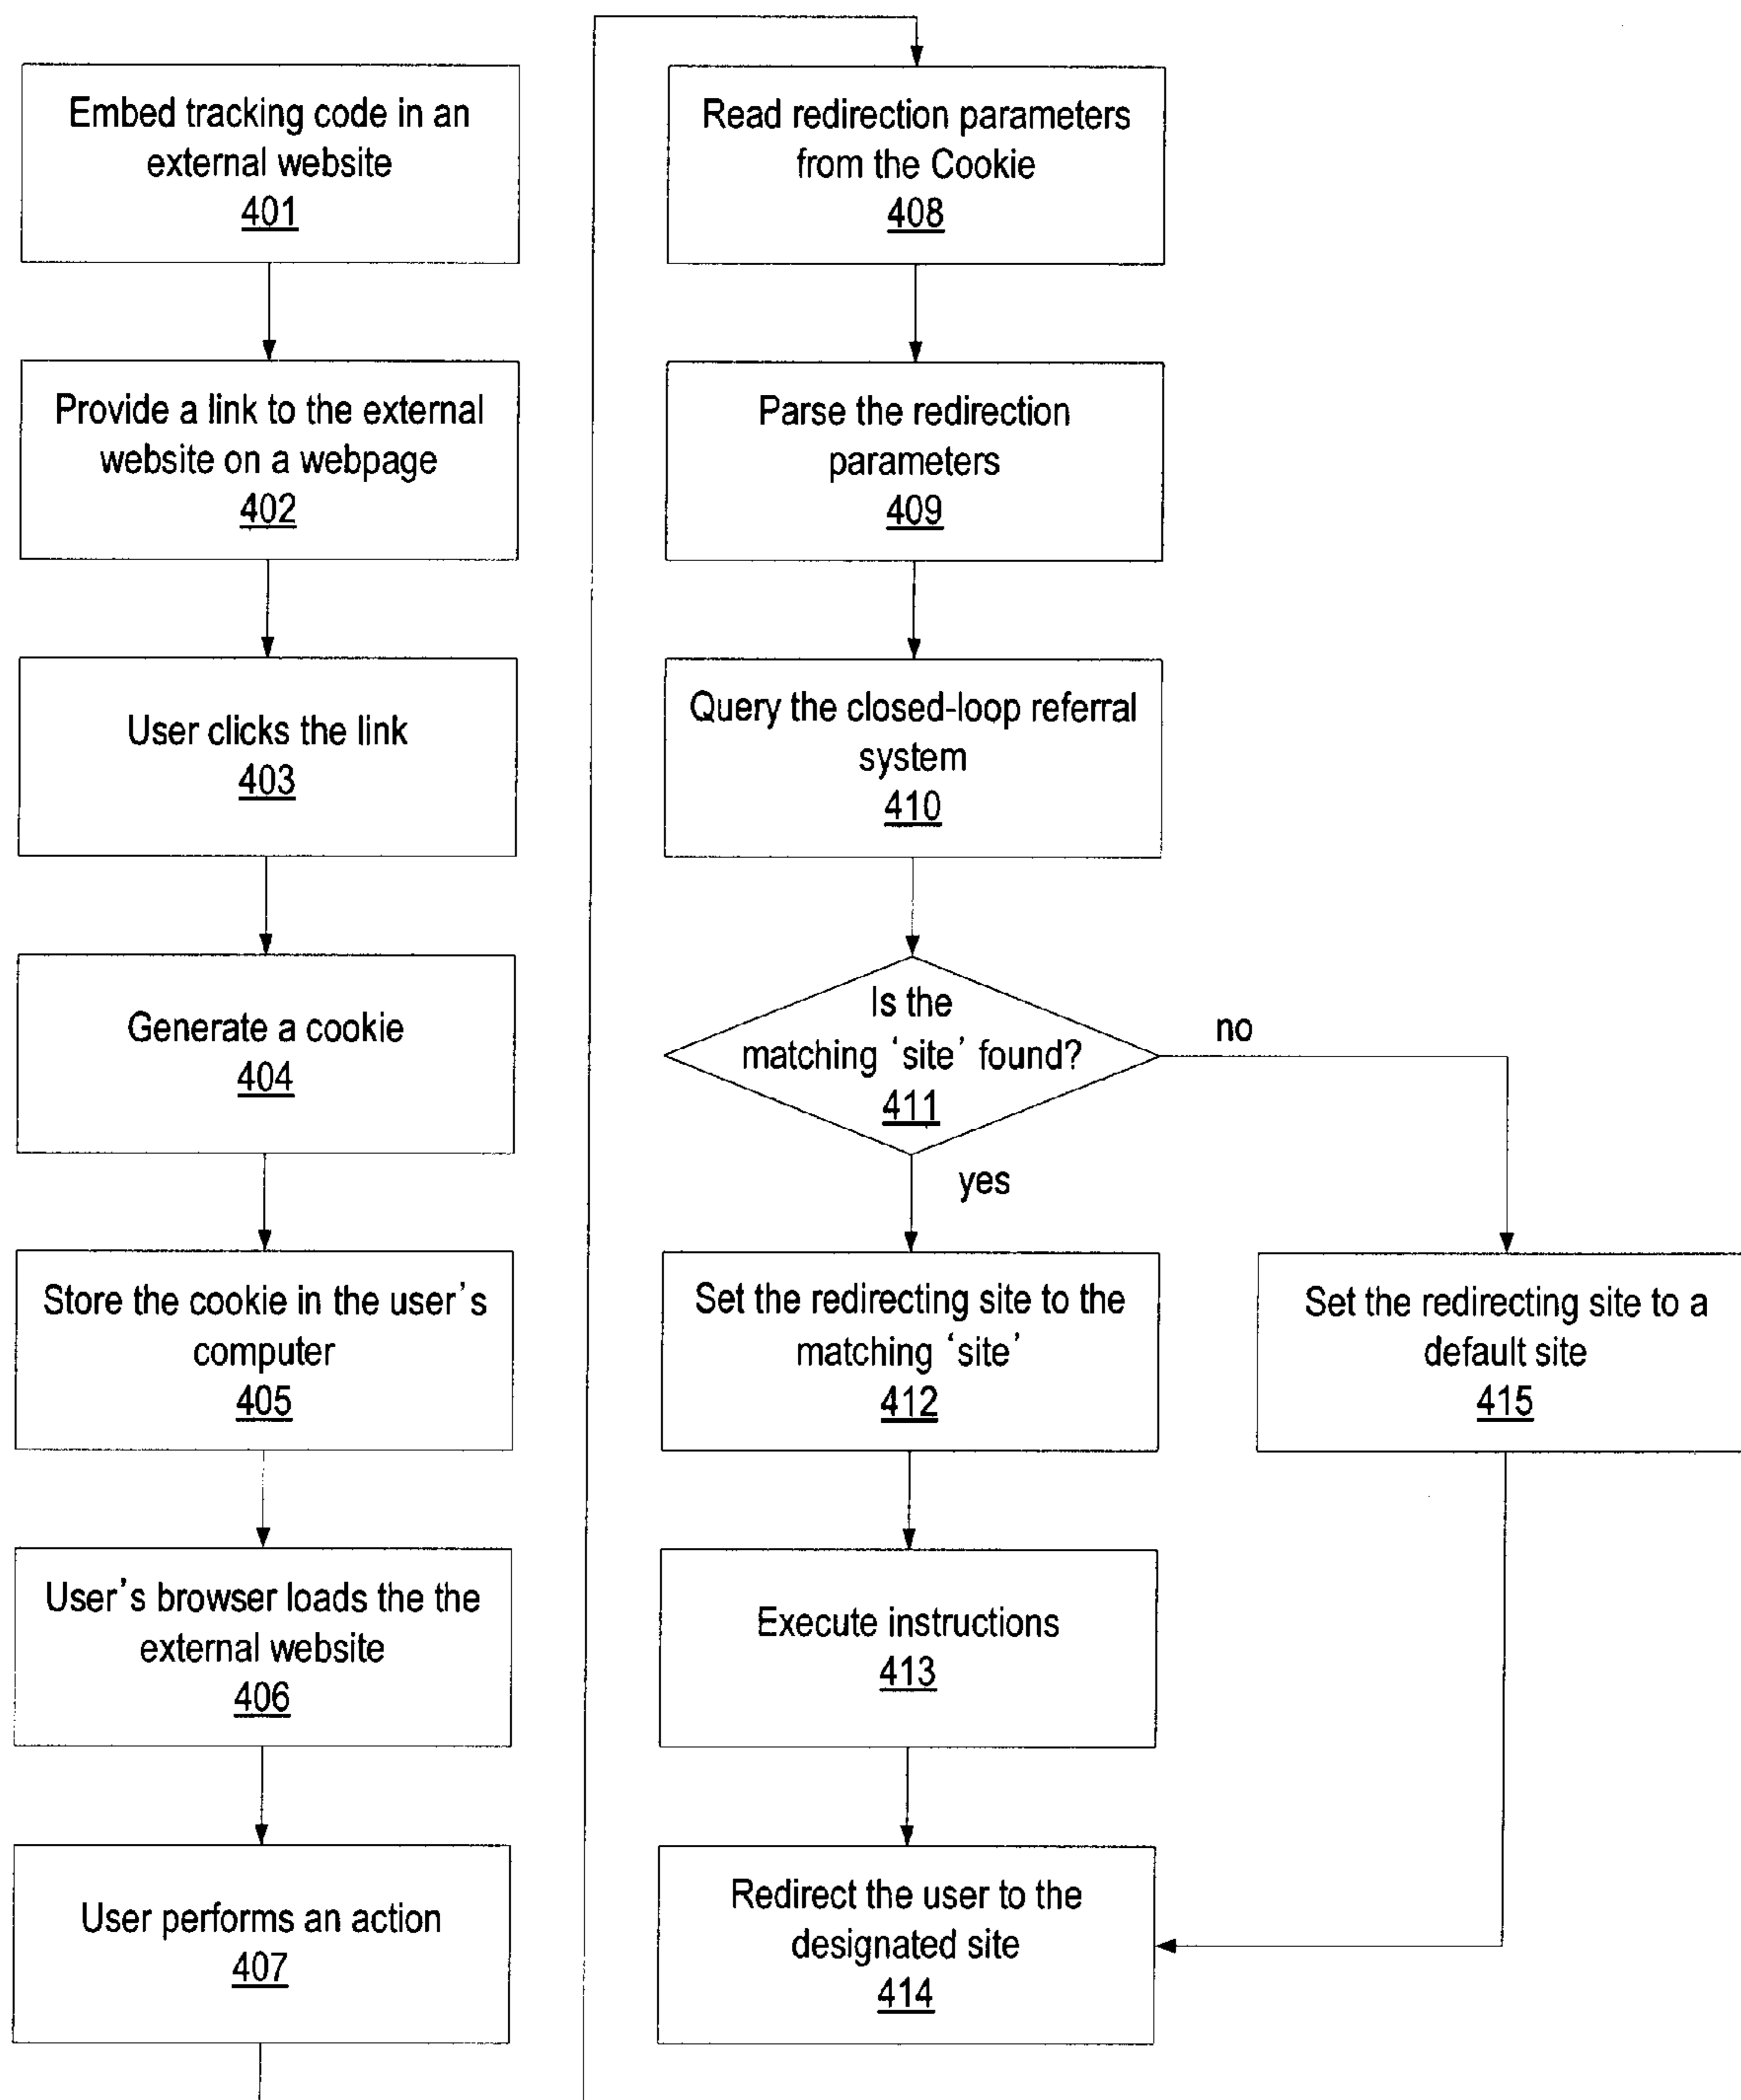 Embed tracking code in an
external website
401
Provide a link to the external
website on a webpage
402
User clicks the link
403
Generate a cookie
404
Store the cookie in the user's
computer
405
User's browser loads the the
external website
406
User performs an action
407
Read redirection parameters
from the Cookie
408
Parse the redirection
parameters
409
Query the closed-loop referral
system
410
Is the
matching 'site' found?
411
no
yes
Set the redirecting site to the
matching 'site'
412
Set the redirecting site to a
default site
415
Execute instructions
413
Redirect the user to the
designated site
414